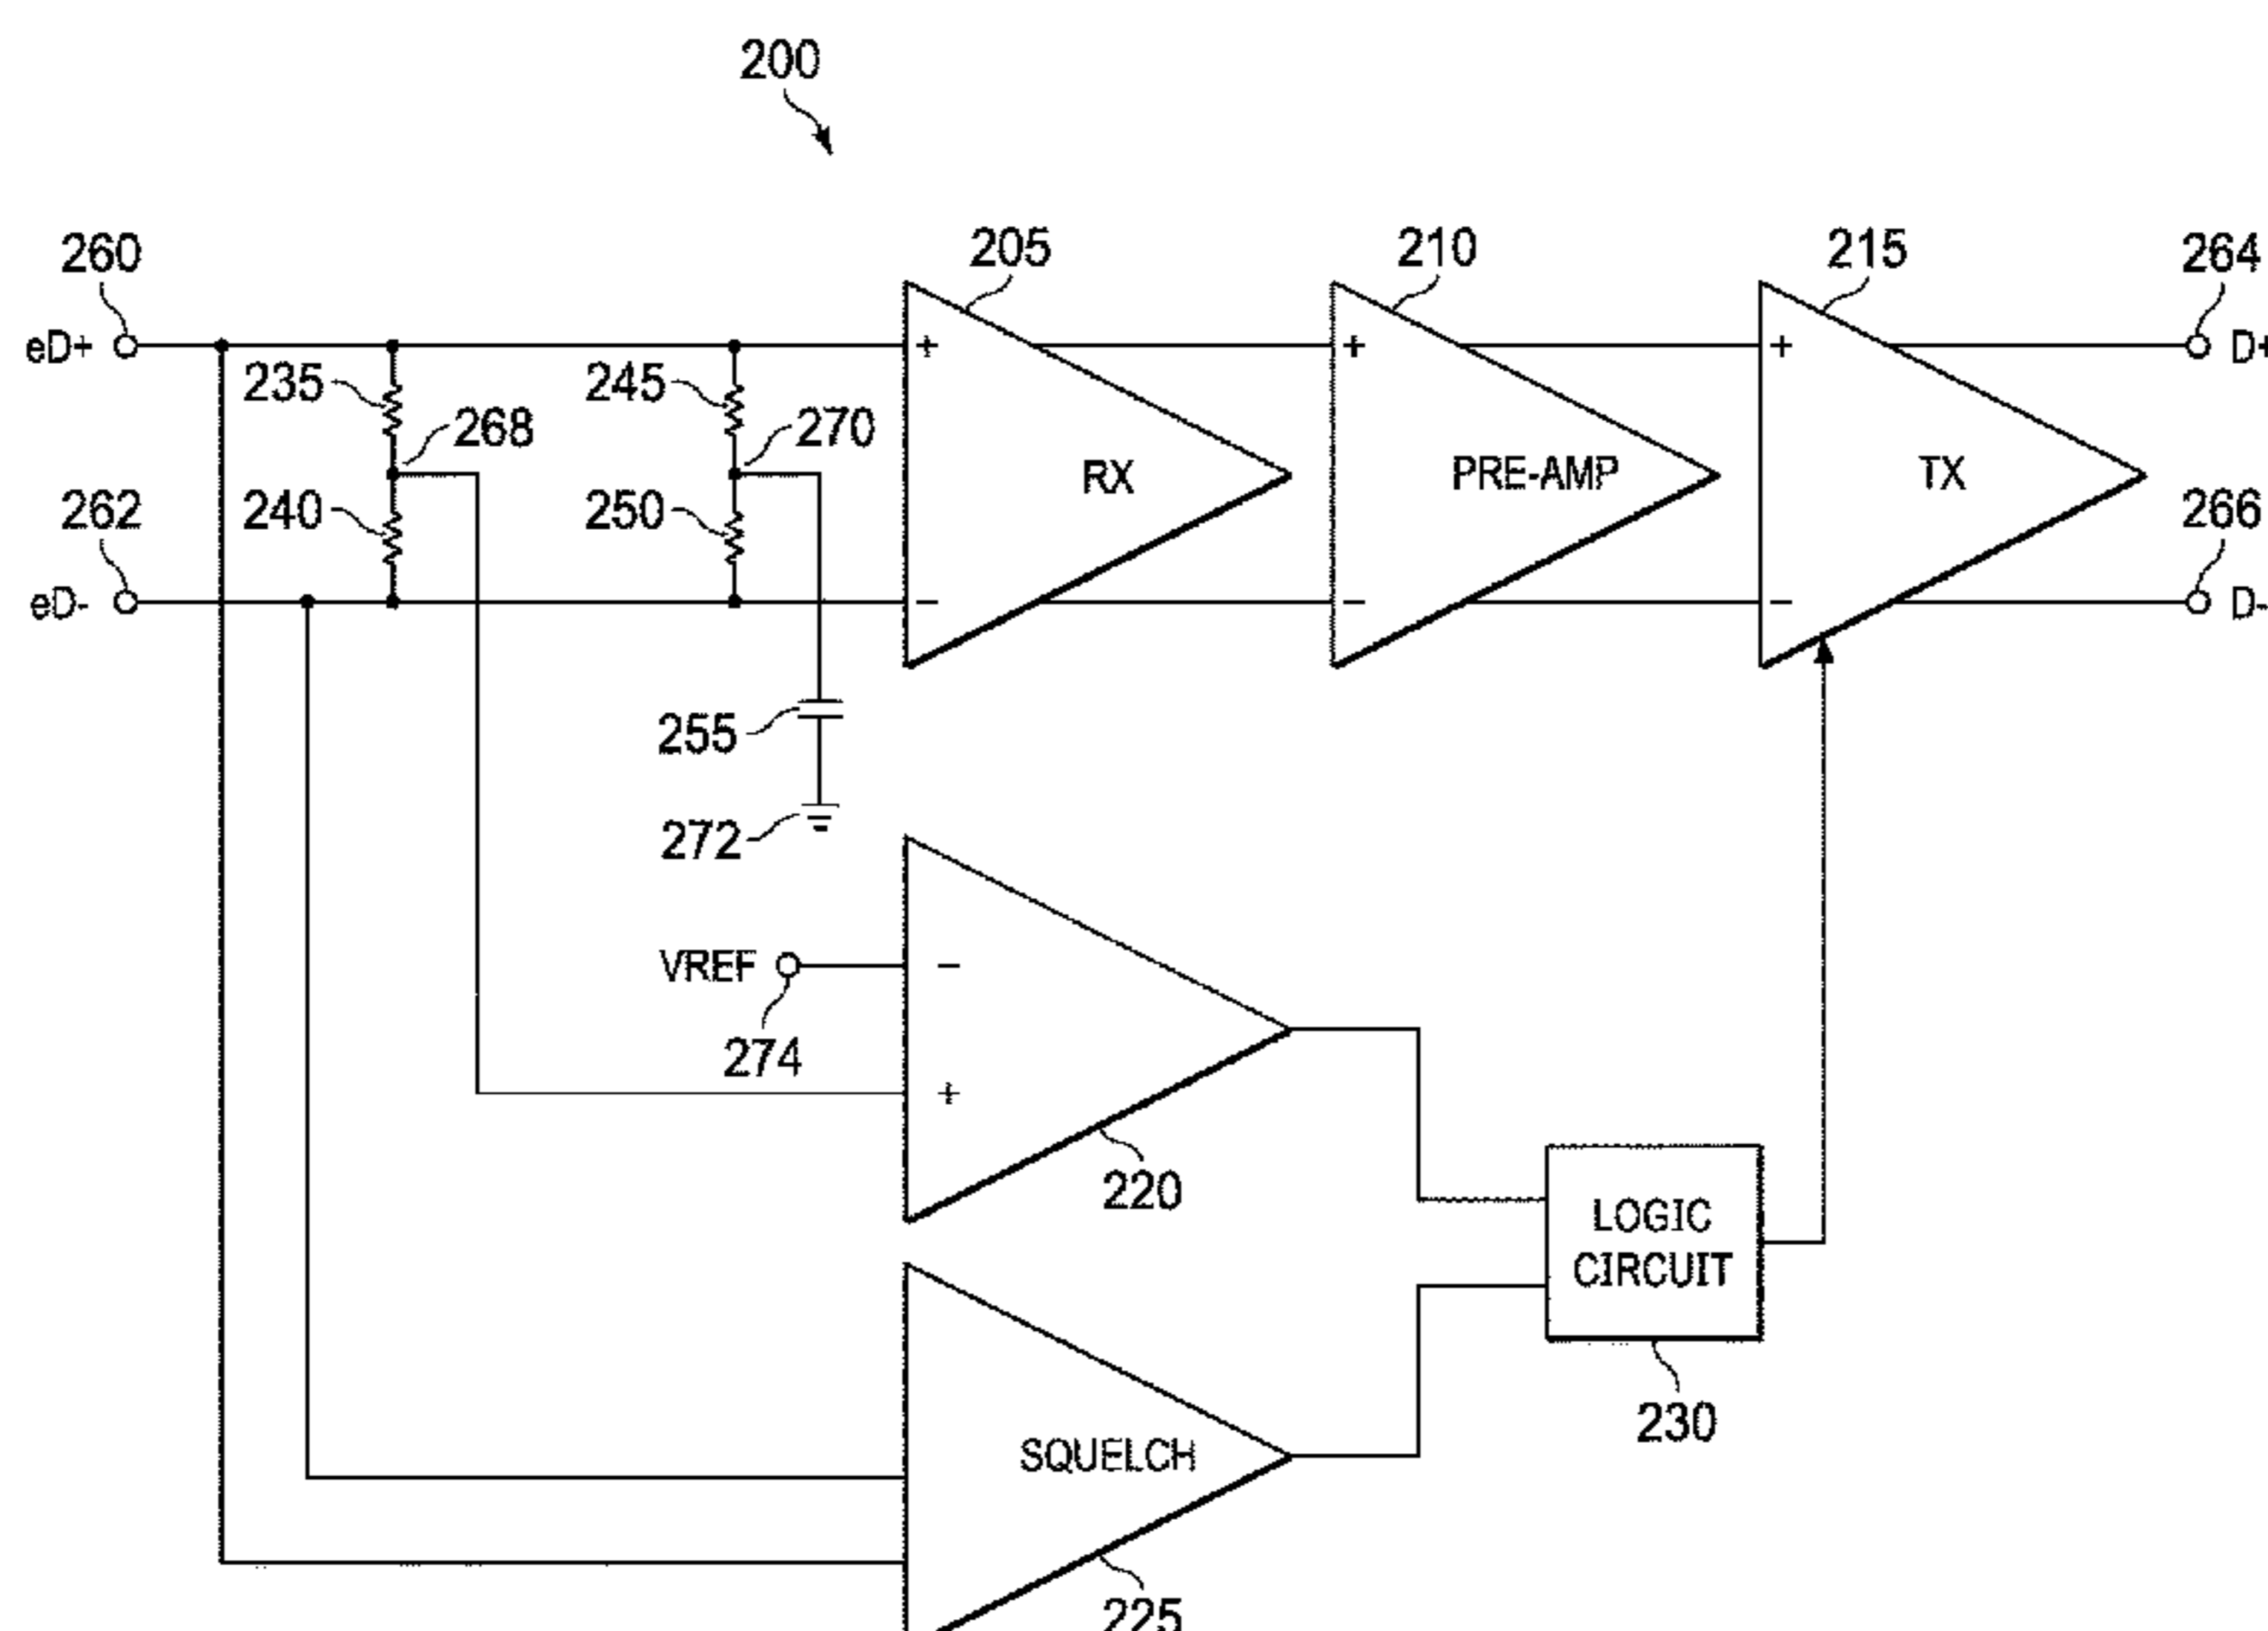 200
260
205
210
215
264
eD+
+
+
+
D+
235
245
268
270
RX
PRE-AMP
TX
262
240
250
266
eD-
-
-
-
D-
255
272
VREF
-
274
+
220
LOGIC
CIRCUIT
230
SQUELCH
225